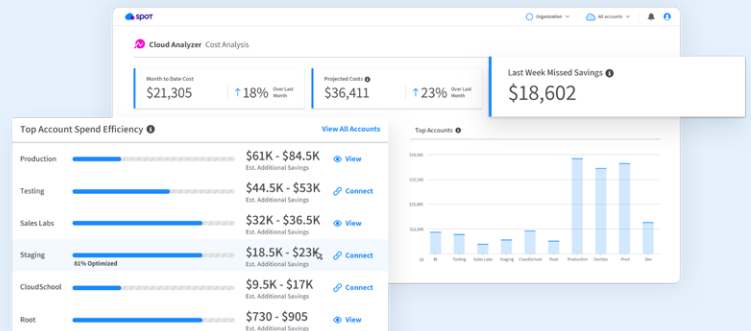 spot
Organization
All accounts
Cloud Analyzer Cost Analysis
Month to Date Cost
$21,305
18% Over Last Month
Projected Costs
$36,411
23% Over Last Month
Last Week Missed Savings
$18,602
Top Account Spend Efficiency
View All Accounts
Production
$61K - $84.5K
Est. Additional Savings
View
Testing
$44.5K - $53K
Est. Additional Savings
Connect
Sales Labs
$32K - $36.5K
Est. Additional Savings
View
Staging
81% Optimized
$18.5K - $23K
Est. Additional Savings
Connect
CloudSchool
$9.5K - $17K
Est. Additional Savings
Connect
Root
$730 - $905
Est. Additional Savings
View
Top Accounts
$10,000
$0
BI
Testing
Sales Labs
Staging
CloudSchool
Root
Production
DevOps
Prod
Dev